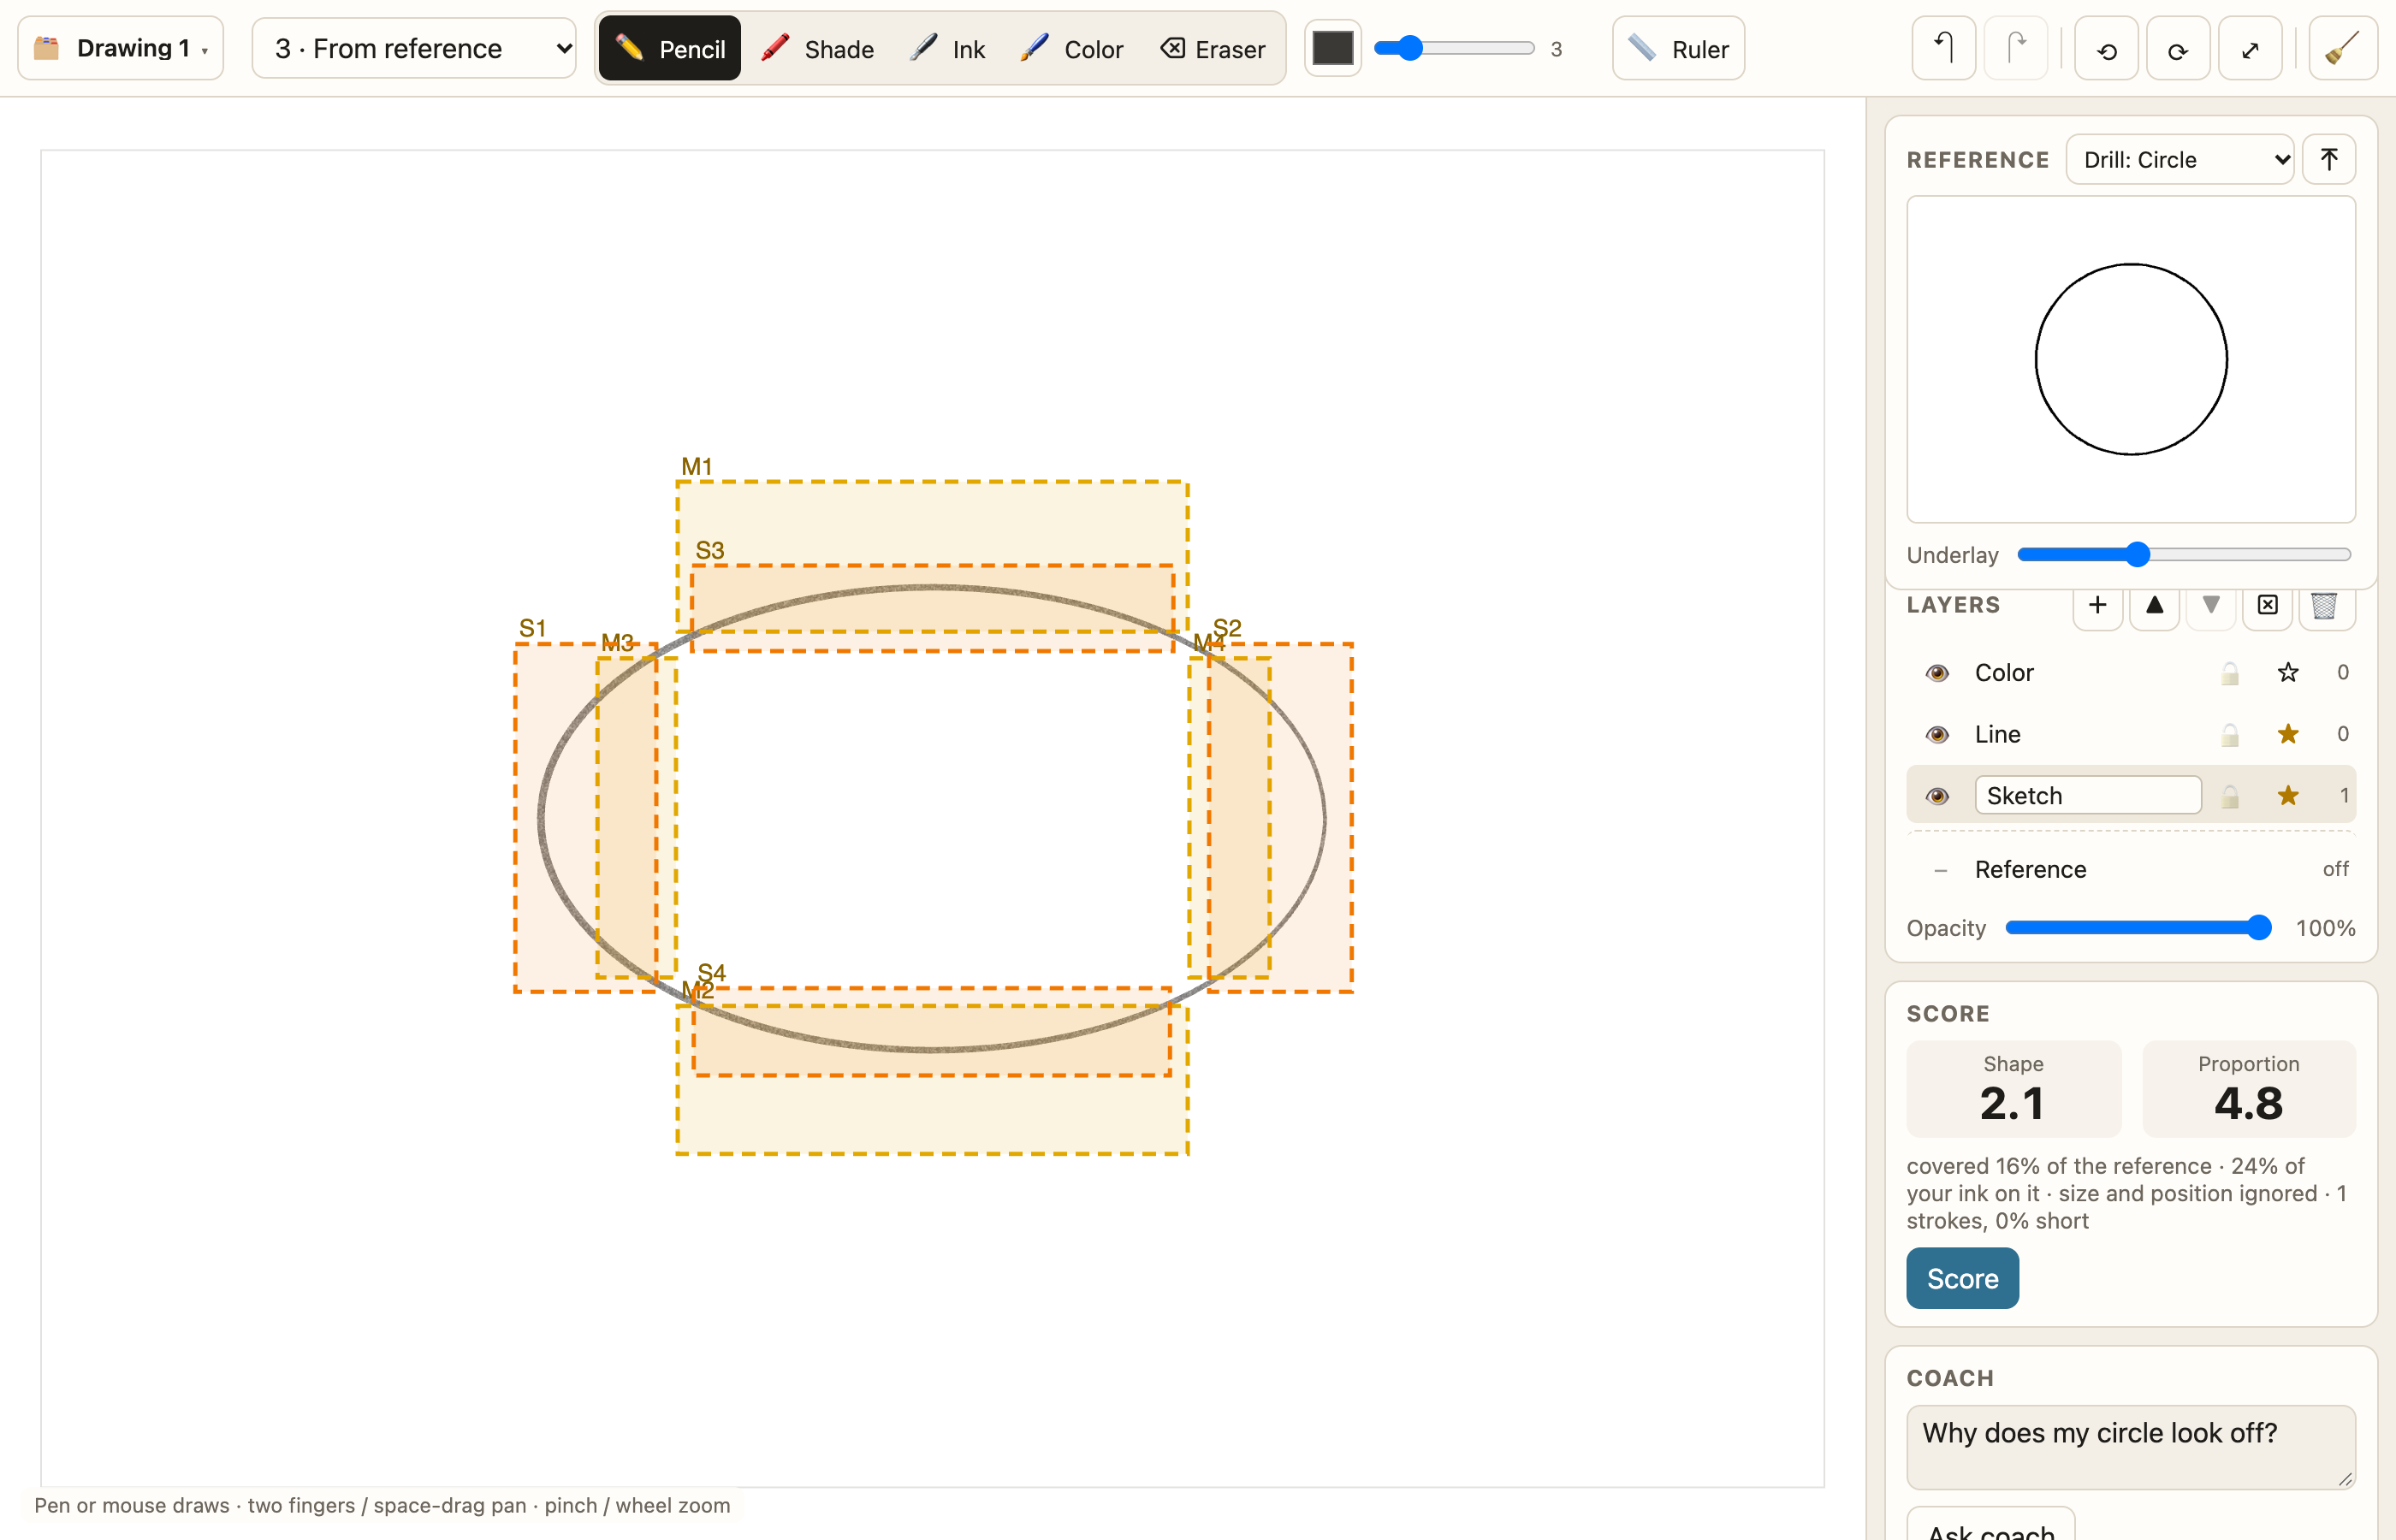 Drawing 1
3 · From reference
Pencil
Shade
Ink
Color
Eraser
3
Ruler
REFERENCE
Drill: Circle
Underlay
LAYERS
Color
0
Line
0
Sketch
1
Reference
off
Opacity
100%
SCORE
Shape
2.1
Proportion
4.8
covered 16% of the reference · 24% of
your ink on it · size and position ignored · 1
strokes, 0% short
Score
COACH
Why does my circle look off?
Ask coach
M1
S3
S1
M3
S2
M4
S4
M2
Pen or mouse draws · two fingers / space-drag pan · pinch / wheel zoom